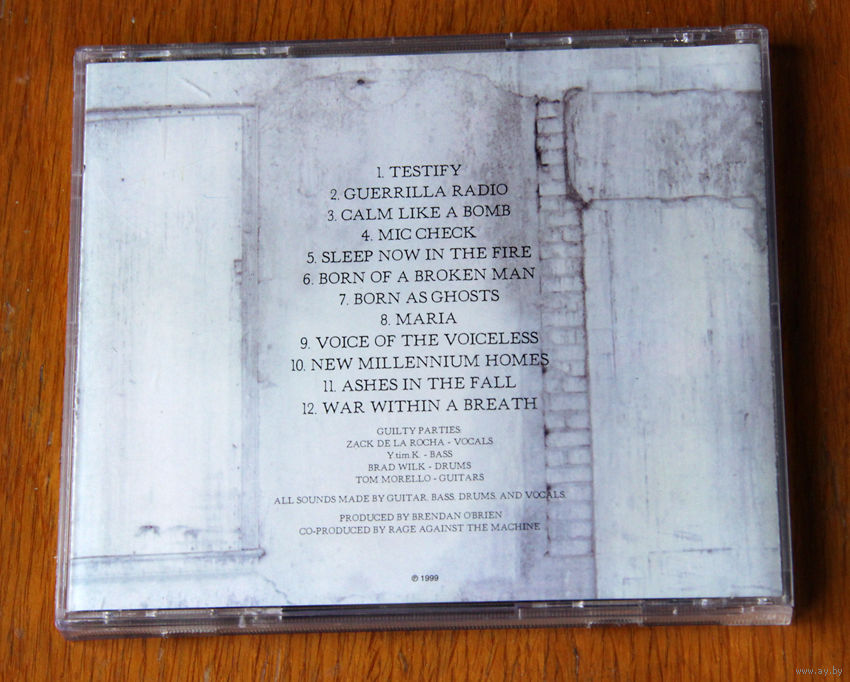 1. TESTIFY
2. GUERRILLA RADIO
3. CALM LIKE A BOMB
4. MIC CHECK
5. SLEEP NOW IN THE FIRE
6. BORN OF A BROKEN MAN
7. BORN AS GHOSTS
8. MARIA
9. VOICE OF THE VOICELESS
10. NEW MILLENNIUM HOMES
11. ASHES IN THE FALL
12. WAR WITHIN A BREATH
GUILTY PARTIES:
ZACK DE LA ROCHA - VOCALS
Y.tim.K. - BASS
BRAD WILK - DRUMS
TOM MORELLO - GUITARS
ALL SOUNDS MADE BY GUITAR, BASS, DRUMS, AND VOCALS.
PRODUCED BY BRENDAN O'BRIEN
CO-PRODUCED BY RAGE AGAINST THE MACHINE
℗ 1999
www.ay.by